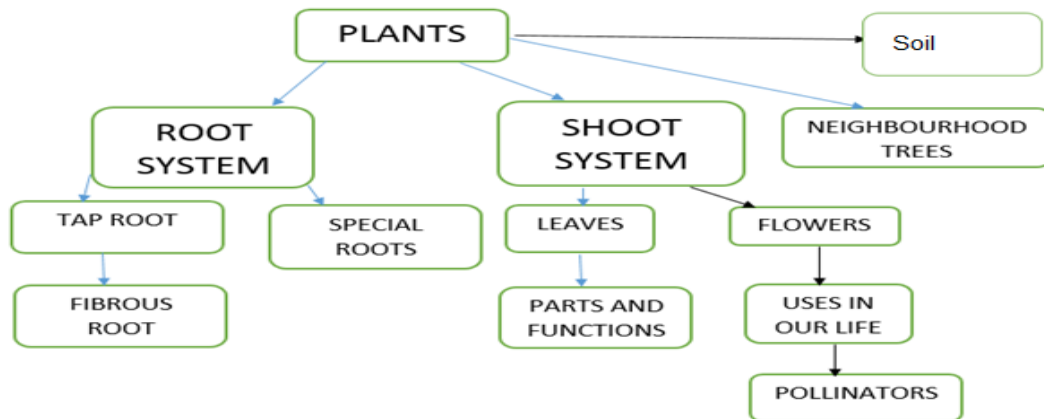 PLANTS
Soil
ROOT
SYSTEM
SHOOT
SYSTEM
NEIGHBOURHOOD
TREES
TAP ROOT
SPECIAL
ROOTS
LEAVES
FLOWERS
FIBROUS
ROOT
PARTS AND
FUNCTIONS
USES IN
OUR LIFE
POLLINATORS